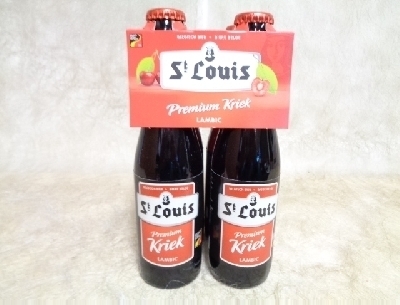 St Louis
Premium Kriek
LAMBIC
St Louis
Premium
Kriek
LAMBIC
St Louis
Premium
Kriek
LAMBIC